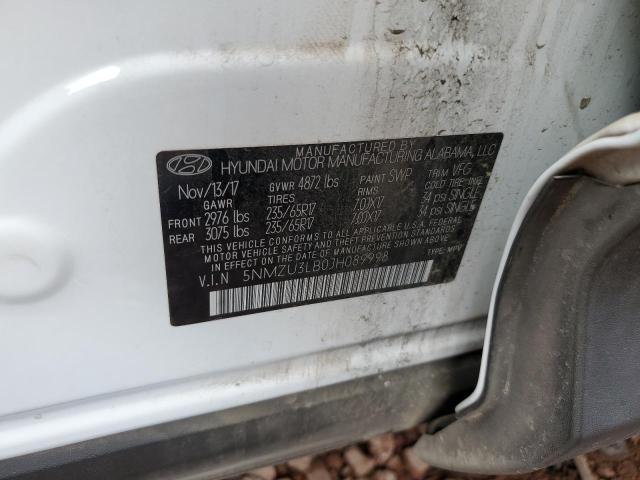 MANUFACTURED BY
HYUNDAI MOTOR MANUFACTURING ALABAMA, LLC
Nov/13/17 GVWR 4872 lbs PAINT SWP TRIM VFG
GAWR TIRES RIMS COLD TIRE INF.
FRONT 2976 lbs 235/65R17 7.0JX17 34 psi SINGLE
REAR 3075 lbs 235/65R17 7.0JX17 34 psi SINGLE
THIS VEHICLE CONFORMS TO ALL APPLICABLE U.S. FEDERAL
MOTOR VEHICLE SAFETY STANDARDS IN EFFECT ON THE
DATE OF MANUFACTURE SHOWN ABOVE.
V.I.N 5NMZU3LB0JH089998 TYPE: MPV